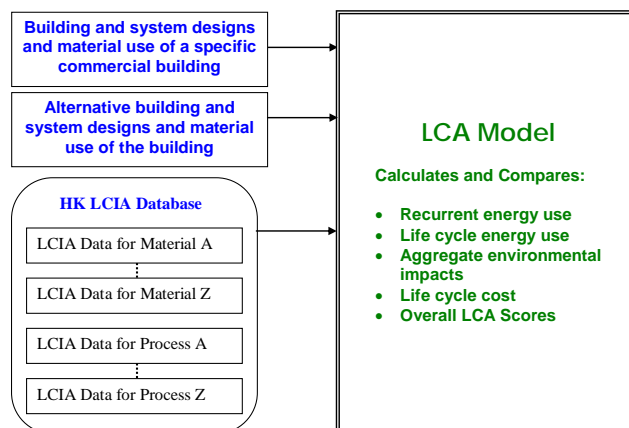 Building and system designs
and material use of a specific
commercial building
Alternative building and
system designs and material
use of the building
HK LCIA Database
LCIA Data for Material A
LCIA Data for Material Z
LCIA Data for Process A
LCIA Data for Process Z
LCA Model
Calculates and Compares:
• Recurrent energy use
• Life cycle energy use
• Aggregate environmental
impacts
• Life cycle cost
• Overall LCA Scores